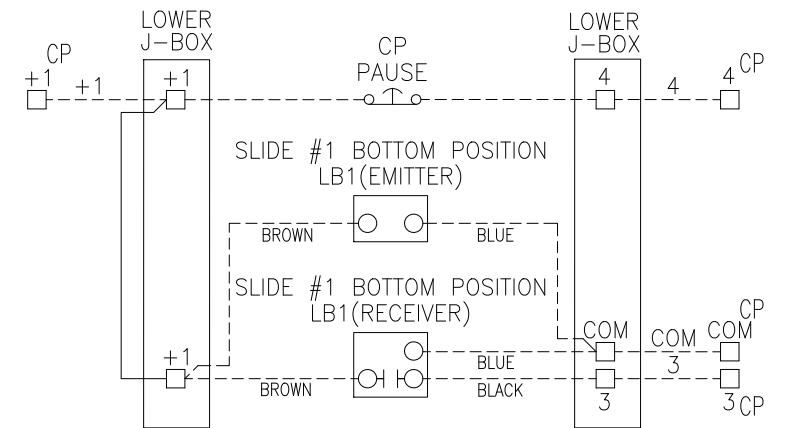 LOWER
J-BOX
LOWER
J-BOX
CP
+1
+1
+1
CP
PAUSE
4
4
4
CP
SLIDE #1 BOTTOM POSITION
LB1(EMITTER)
BROWN
BLUE
SLIDE #1 BOTTOM POSITION
LB1(RECEIVER)
+1
BROWN
BLUE
BLACK
COM
COM
COM
CP
3
3
3
CP